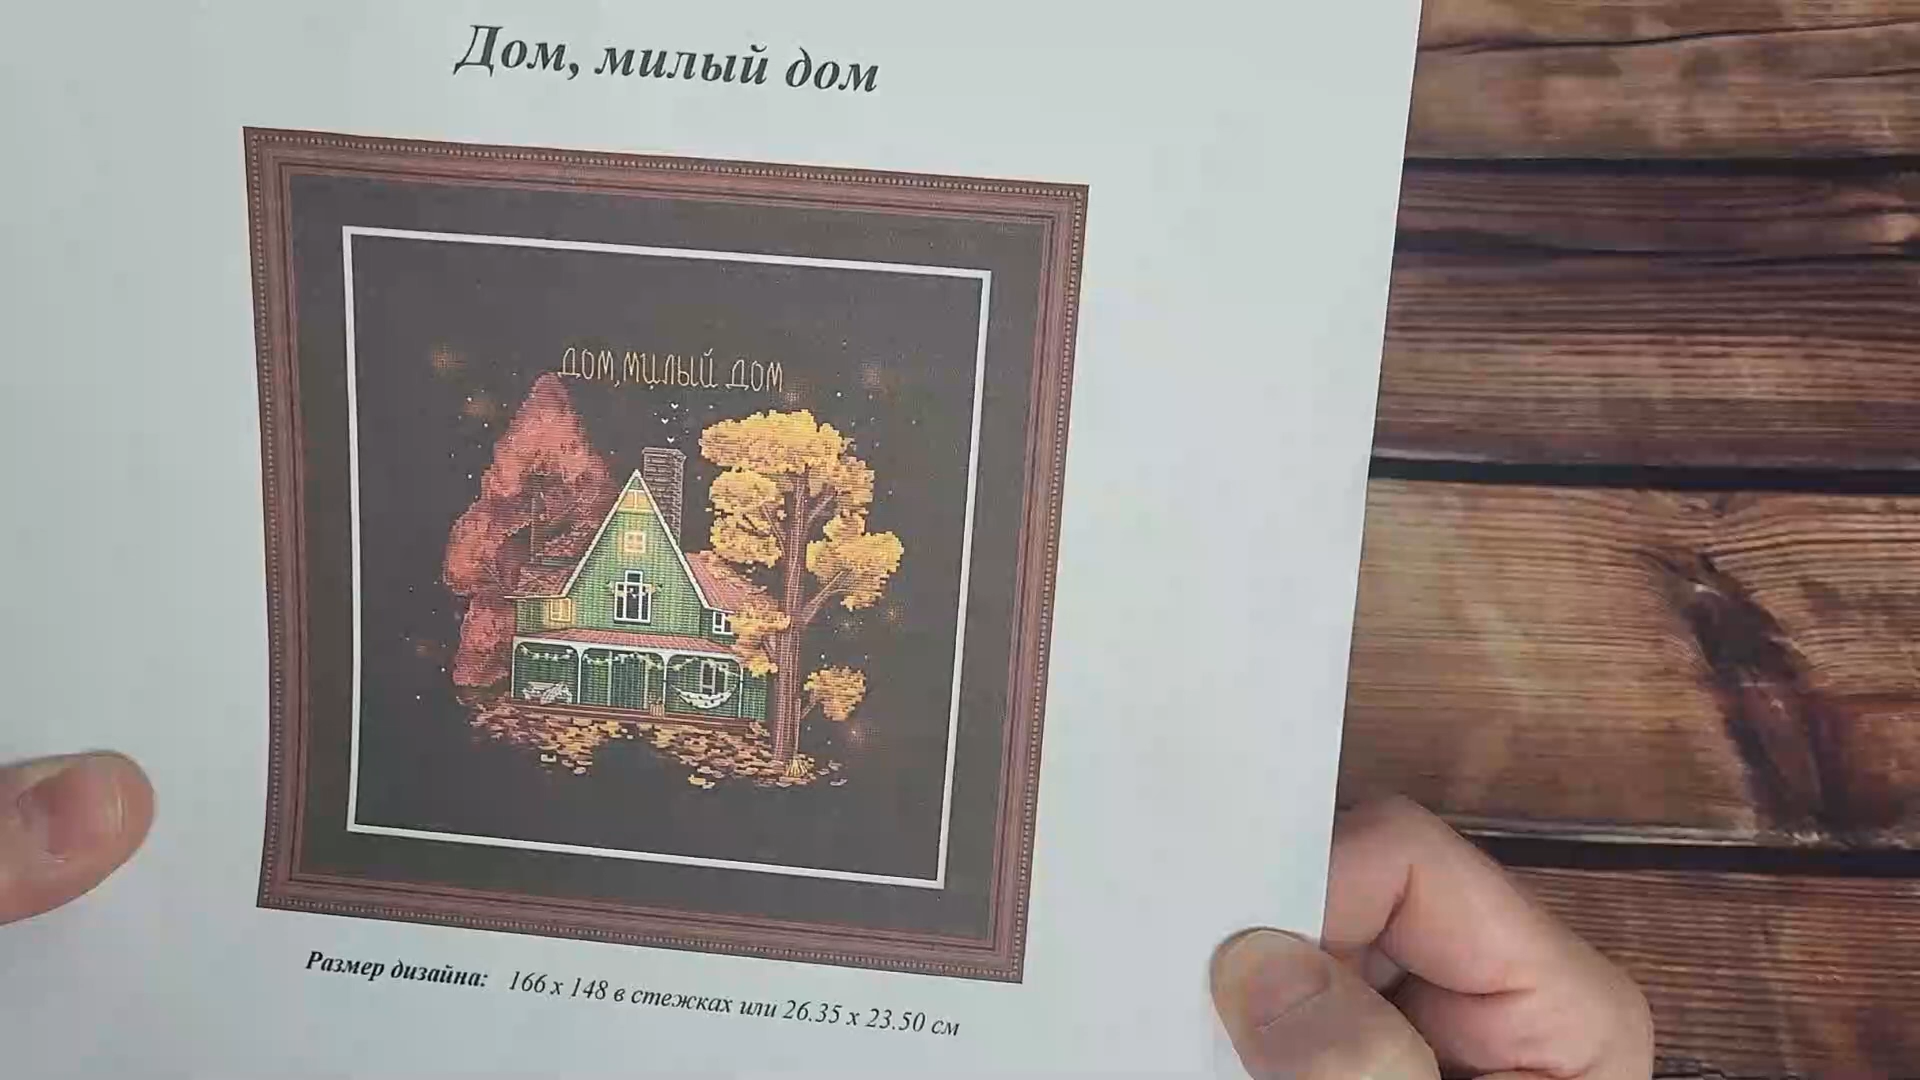 Дом, милый дом
ДОМ, МИЛЫЙ ДОМ
Размер дизайна: 166 х 148 в стежках или 26.35 х 23.50 см